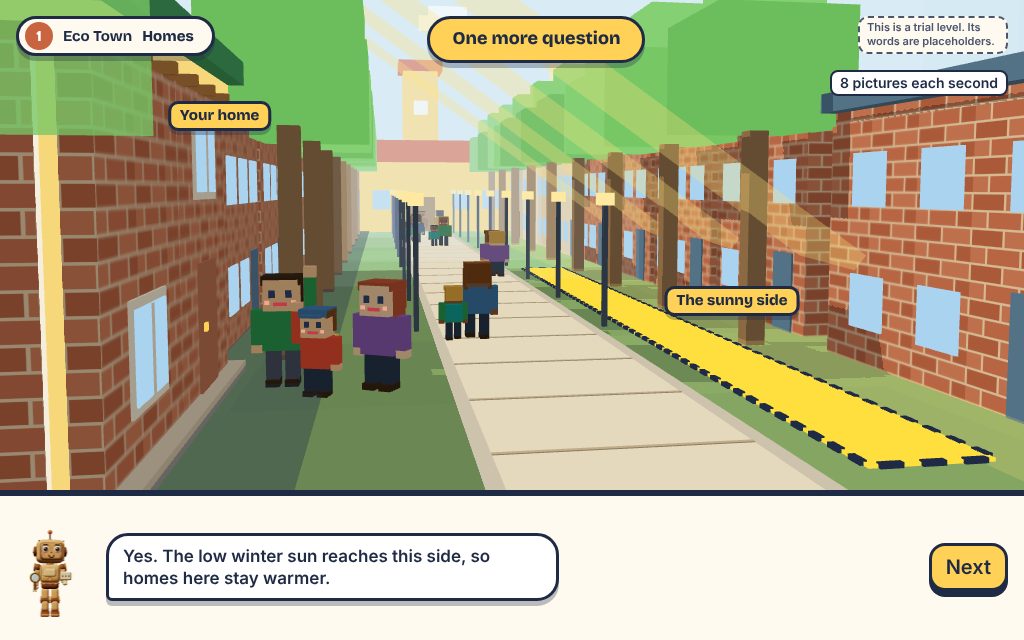 1 Eco Town Homes
One more question
This is a trial level. Its
words are placeholders.
8 pictures each second
Your home
The sunny side
Yes. The low winter sun reaches this side, so
homes here stay warmer.
Next